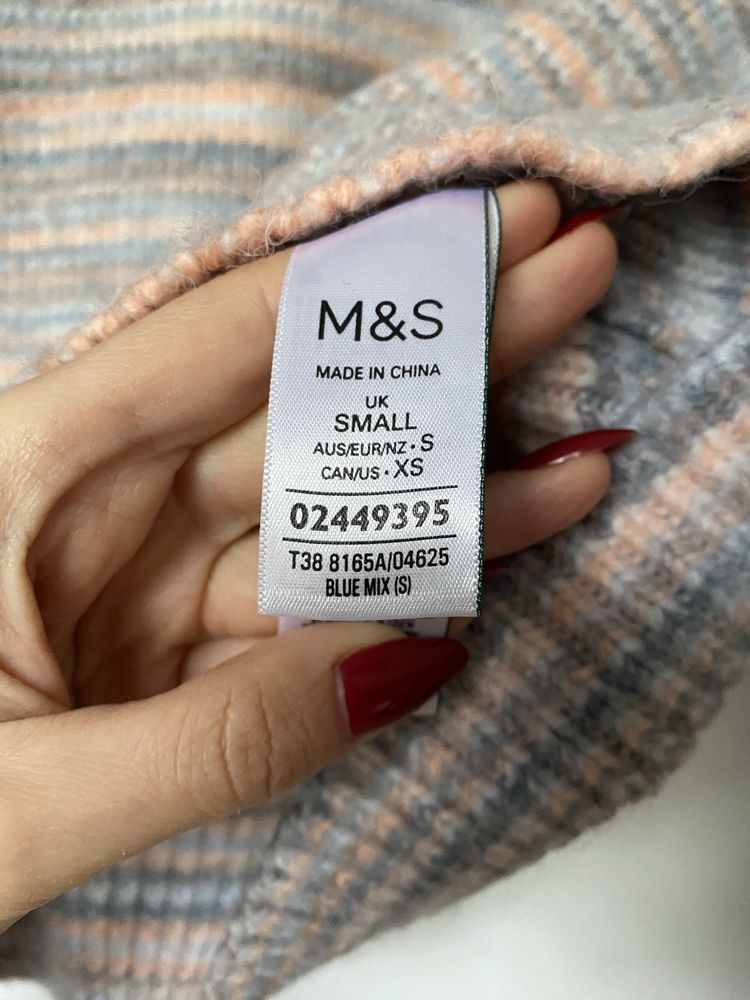 M&S
MADE IN CHINA
UK
SMALL
AUS/EUR/NZ · S
CAN/US · XS
02449395
T38 8165A/04625
BLUE MIX (S)